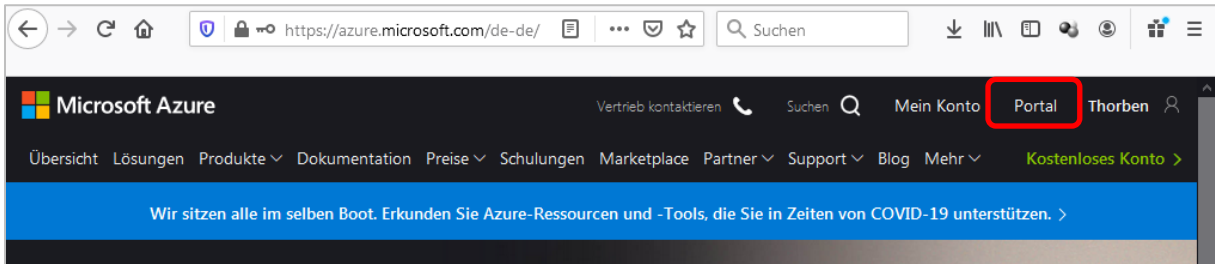 https://azure.microsoft.com/de-de/ Suchen
Microsoft Azure Vertrieb kontaktieren Suchen Mein Konto Portal Thorben
Übersicht Lösungen Produkte Dokumentation Preise Schulungen Marketplace Partner Support Blog Mehr Kostenloses Konto >
Wir sitzen alle im selben Boot. Erkunden Sie Azure-Ressourcen und -Tools, die Sie in Zeiten von COVID-19 unterstützen. >